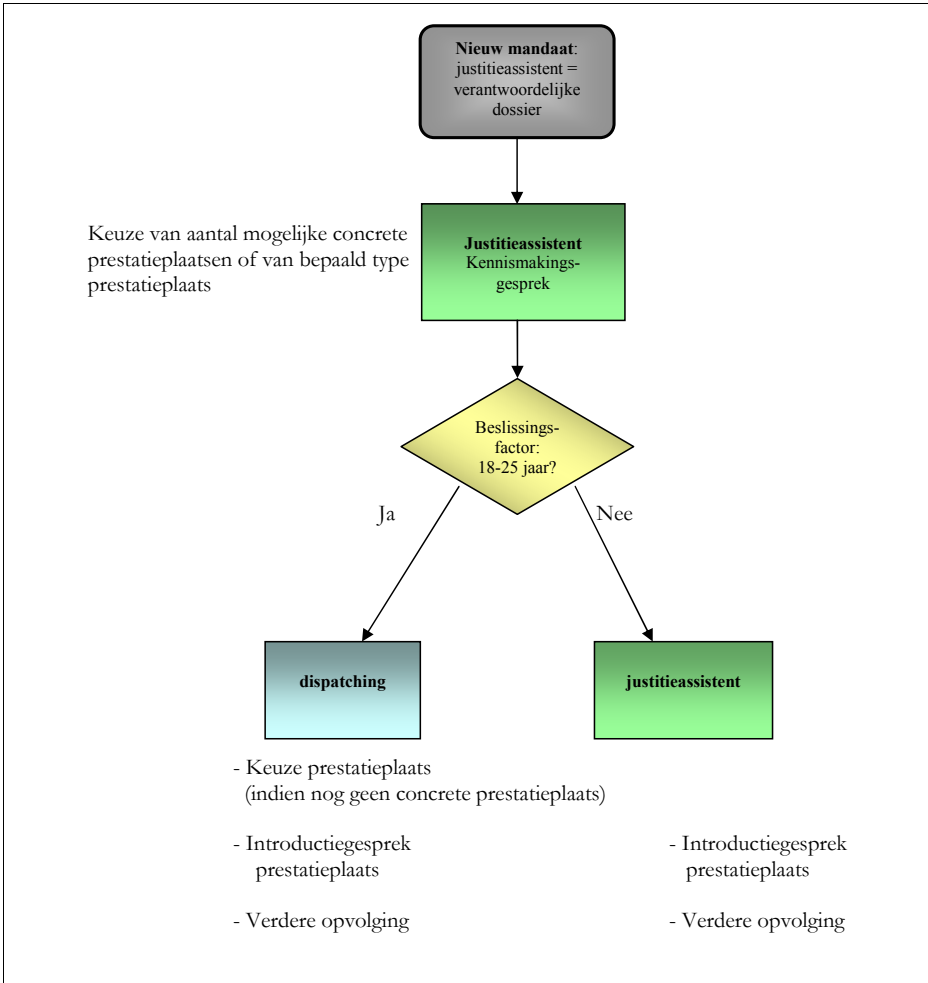 Nieuw mandaat:
justitieassistent =
verantwoordelijke
dossier
Keuze van aantal mogelijke concrete
prestatieplaatsen of van bepaald type
prestatieplaats
Justitieassistent
Kennismakings-
gesprek
Beslissings-
factor:
18-25 jaar?
Ja
Nee
dispatching
justitieassistent
- Keuze prestatieplaats
(indien nog geen concrete prestatieplaats)
- Introductiegesprek
prestatieplaats
- Verdere opvolging
- Introductiegesprek
prestatieplaats
- Verdere opvolging